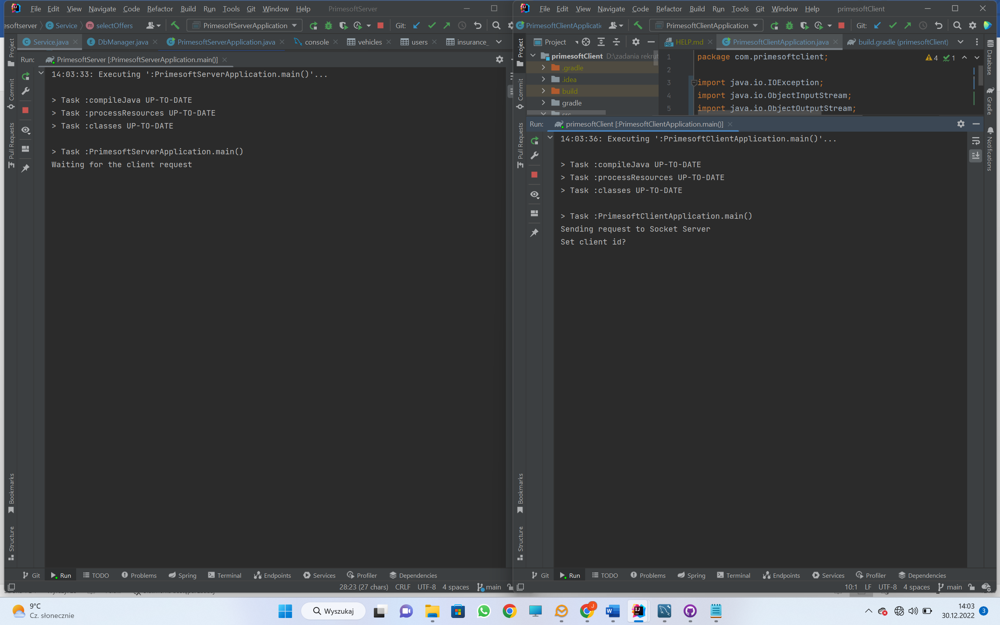 File Edit View Navigate Code Refactor Build Run Tools Git Window Help PrimesoftServer
esoftserver Service selectOffers PrimesoftServerApplication Git:
Service.java DbManager.java PrimesoftServerApplication.java console vehicles users insurance_
Run: PrimesoftServer [:PrimesoftServerApplication.main()]
14:03:33: Executing ':PrimesoftServerApplication.main()'...
> Task :compileJava UP-TO-DATE
> Task :processResources UP-TO-DATE
> Task :classes UP-TO-DATE
> Task :PrimesoftServerApplication.main()
Waiting for the client request
Project
Commit
Pull Requests
Bookmarks
Structure
Git Run TODO Problems Spring Terminal Endpoints Services Profiler Dependencies
28:23 (27 chars) CRLF UTF-8 4 spaces main
File Edit View Navigate Code Refactor Build Run Tools Git Window Help primesoftClient
PrimesoftClientApplicatio PrimesoftClientApplication Git:
Project HELP.md PrimesoftClientApplication.java build.gradle (primesoftClient)
primesoftClient D:\zadania rekrut
.gradle
.idea
build
gradle
src
1 package com.primesoftclient;
2
3 import java.io.IOException;
4 import java.io.ObjectInputStream;
5 import java.io.ObjectOutputStream;
4 1
Run: primesoftClient [:PrimesoftClientApplication.main()]
14:03:36: Executing ':PrimesoftClientApplication.main()'...
> Task :compileJava UP-TO-DATE
> Task :processResources UP-TO-DATE
> Task :classes UP-TO-DATE
> Task :PrimesoftClientApplication.main()
Sending request to Socket Server
Set client id?
Project
Commit
Pull Requests
Bookmarks
Structure
Database
Gradle
Notifications
Git Run TODO Problems Spring Terminal Endpoints Services Profiler Dependencies
10:1 LF UTF-8 4 spaces main
9°C
Cz. słonecznie
Wyszukaj
14:03
30.12.2022 3